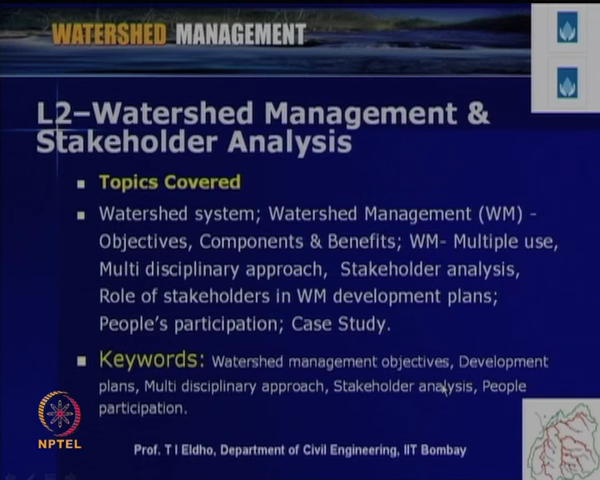 WATERSHED MANAGEMENT
L2–Watershed Management &
Stakeholder Analysis
Topics Covered
Watershed system; Watershed Management (WM) -
Objectives, Components & Benefits; WM- Multiple use,
Multi disciplinary approach, Stakeholder analysis,
Role of stakeholders in WM development plans;
People's participation; Case Study.
Keywords: Watershed management objectives, Development
plans, Multi disciplinary approach, Stakeholder analysis, People
participation.
NPTEL
Prof. T I Eldho, Department of Civil Engineering, IIT Bombay